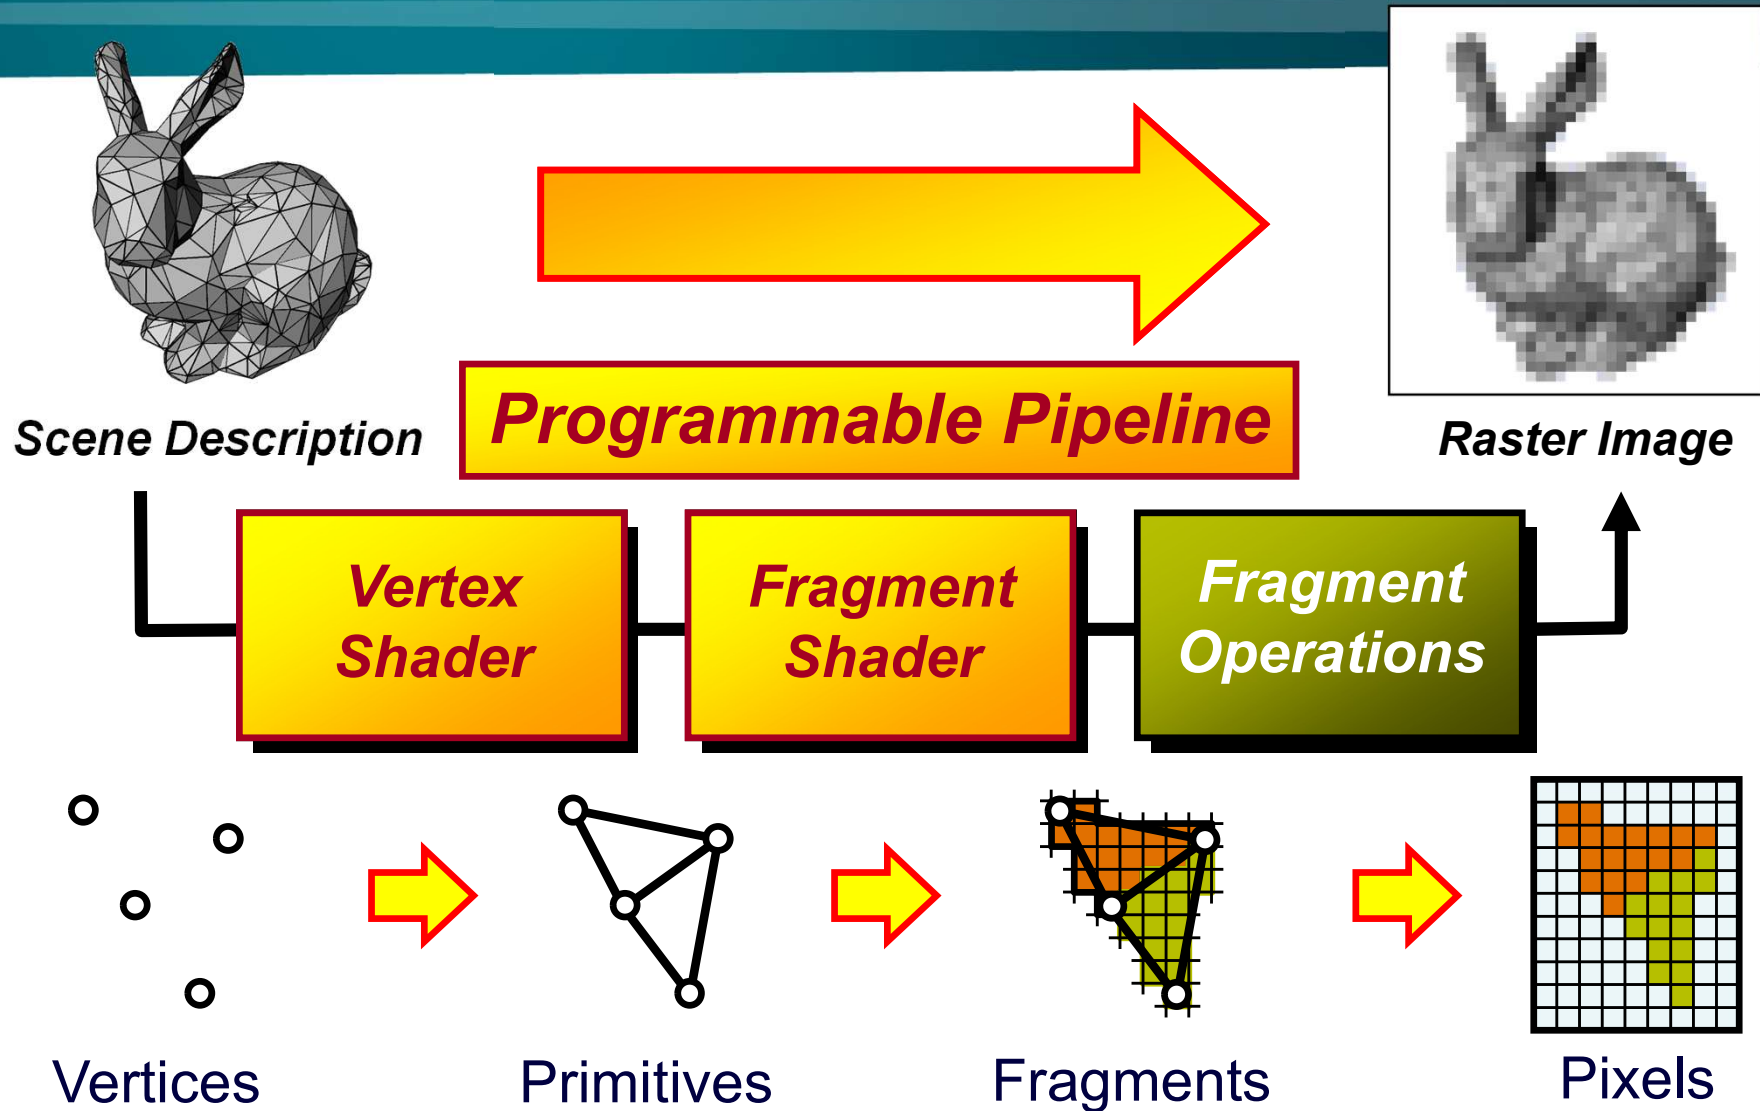 Scene Description
Programmable Pipeline
Raster Image
Vertex
Shader
Fragment
Shader
Fragment
Operations
Vertices
Primitives
Fragments
Pixels